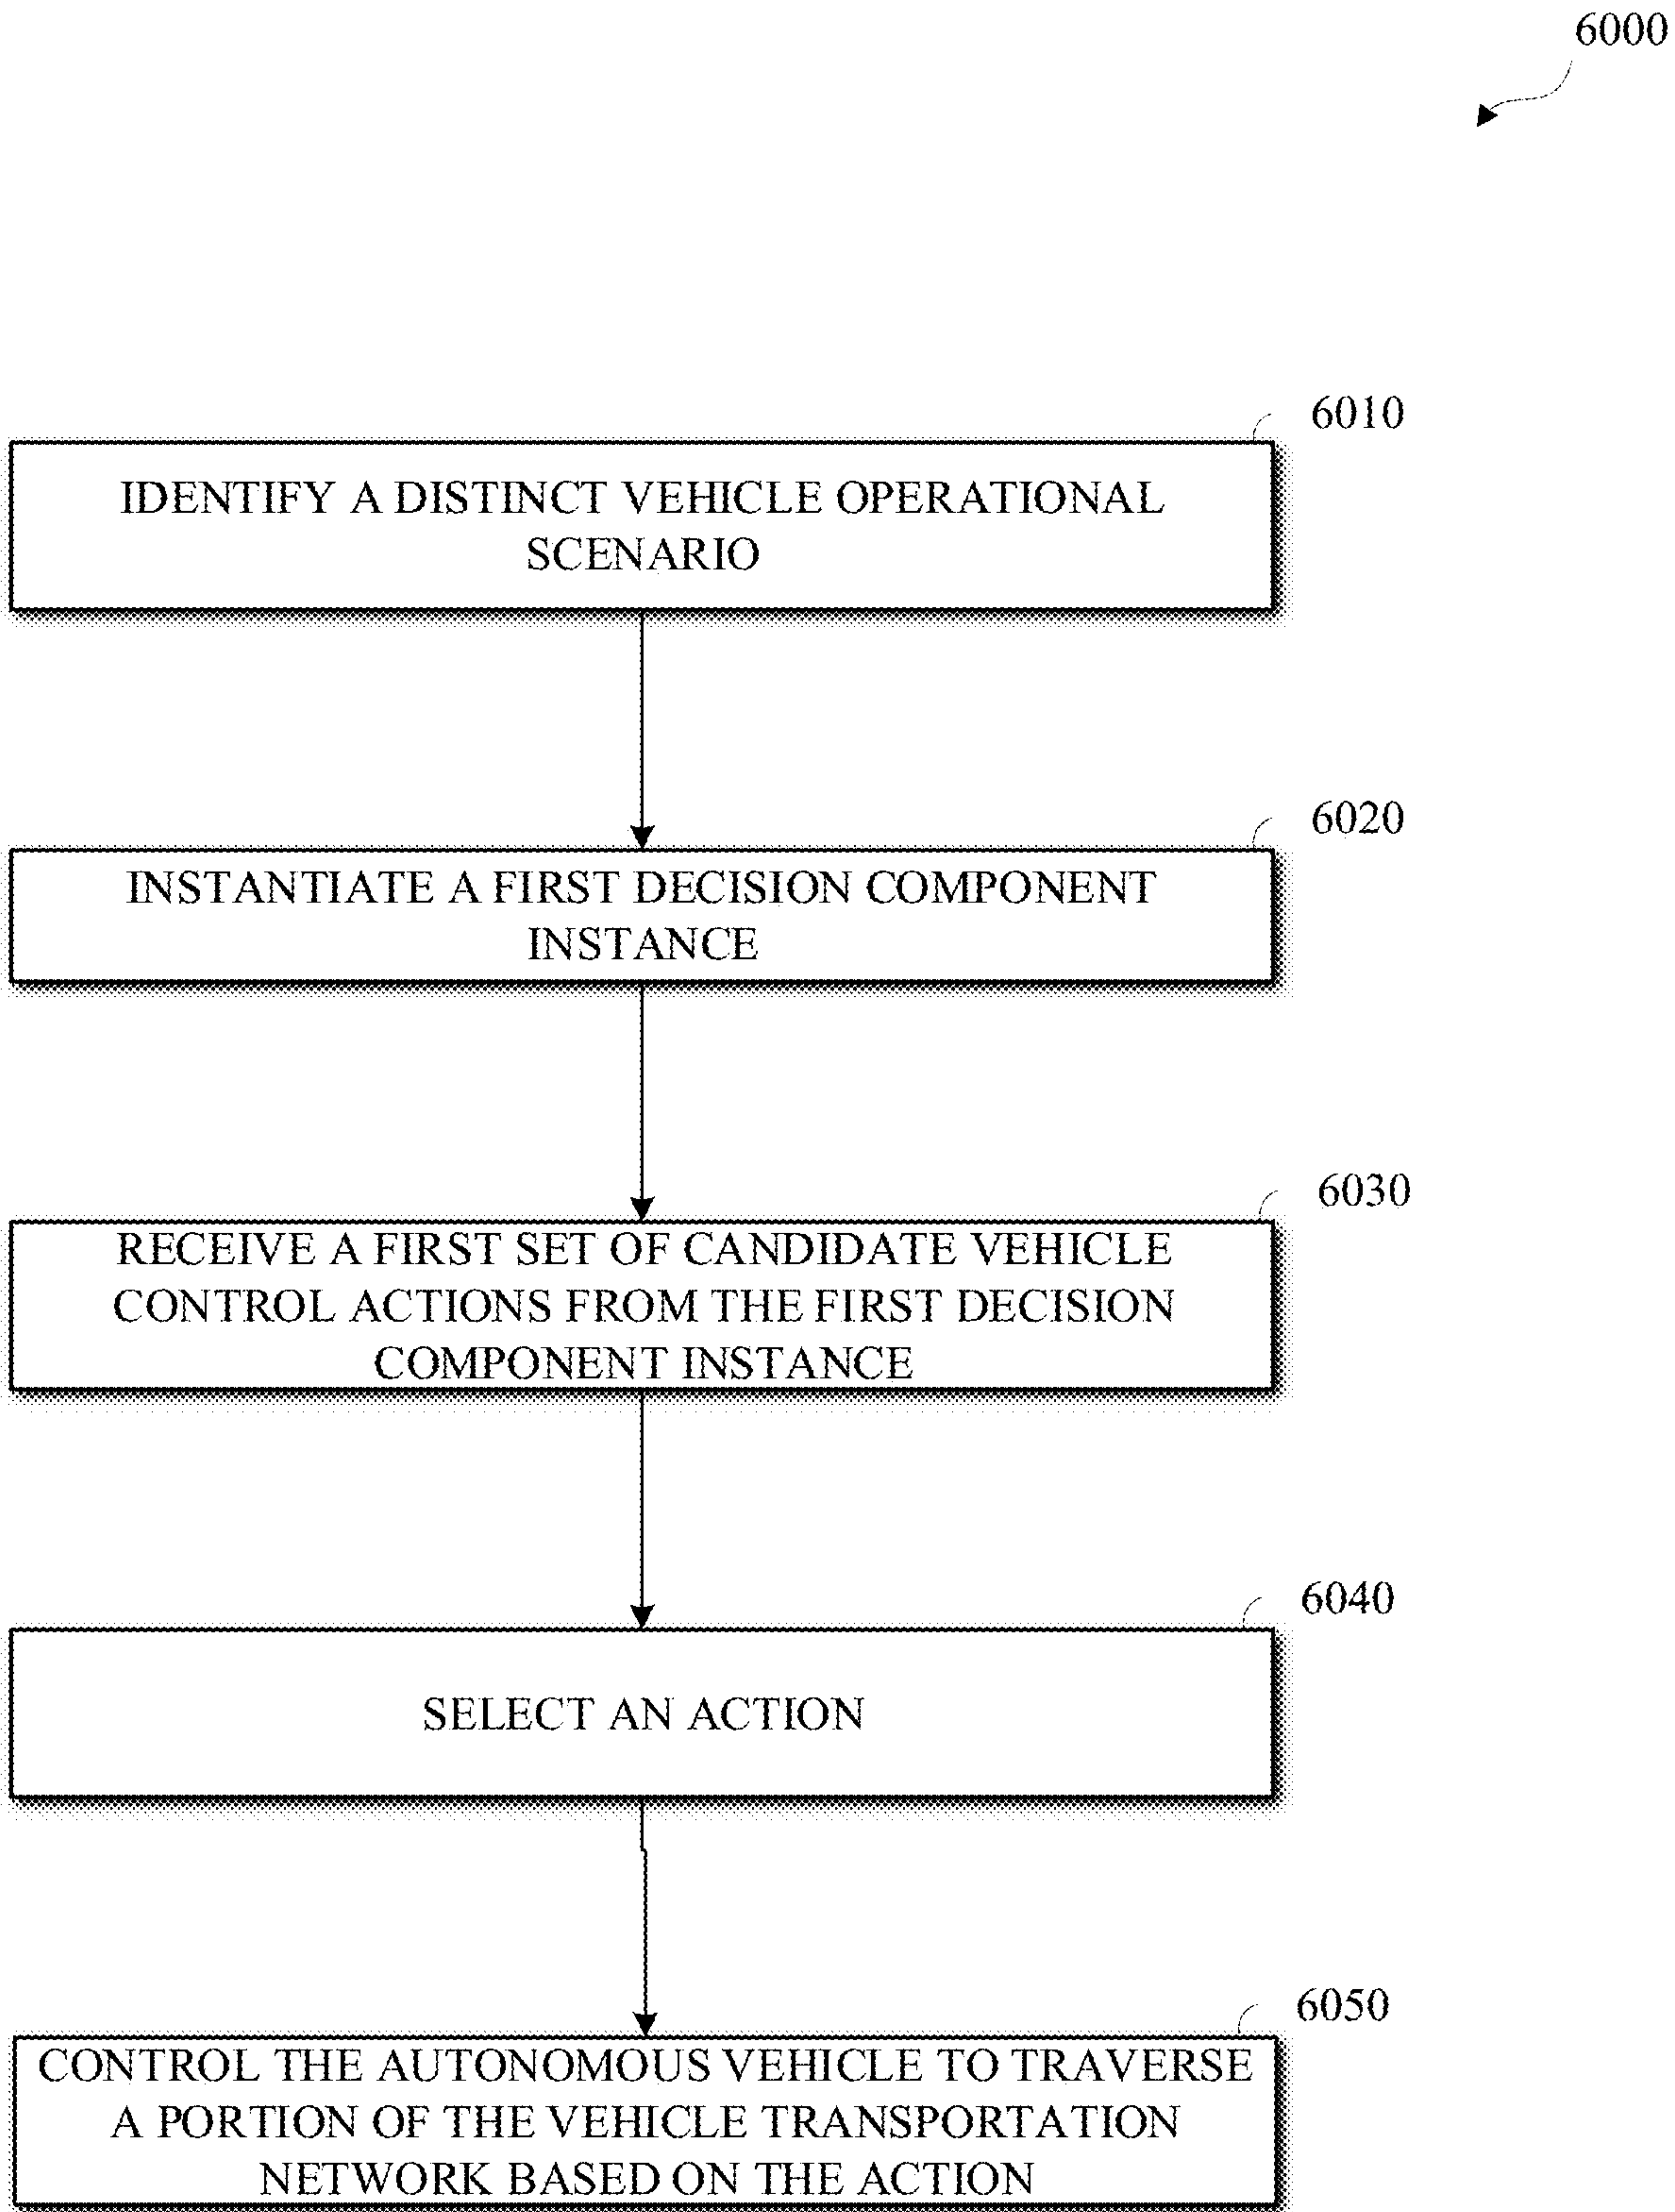 6000
6010
IDENTIFY A DISTINCT VEHICLE OPERATIONAL
SCENARIO
6020
INSTANTIATE A FIRST DECISION COMPONENT
INSTANCE
6030
RECEIVE A FIRST SET OF CANDIDATE VEHICLE
CONTROL ACTIONS FROM THE FIRST DECISION
COMPONENT INSTANCE
6040
SELECT AN ACTION
6050
CONTROL THE AUTONOMOUS VEHICLE TO TRAVERSE
A PORTION OF THE VEHICLE TRANSPORTATION
NETWORK BASED ON THE ACTION